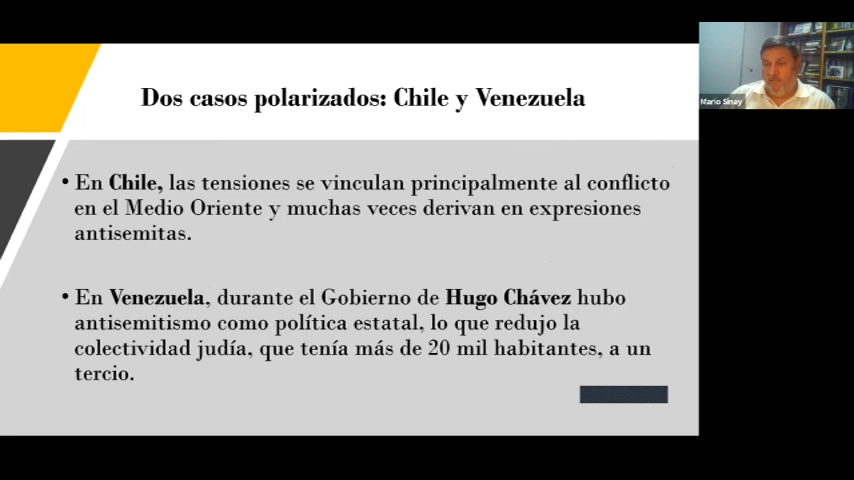 Dos casos polarizados: Chile y Venezuela
• En Chile, las tensiones se vinculan principalmente al conflicto
en el Medio Oriente y muchas veces derivan en expresiones
antisemitas.
• En Venezuela, durante el Gobierno de Hugo Chávez hubo
antisemitismo como política estatal, lo que redujo la
colectividad judía, que tenía más de 20 mil habitantes, a un
tercio.
Mario Sinay